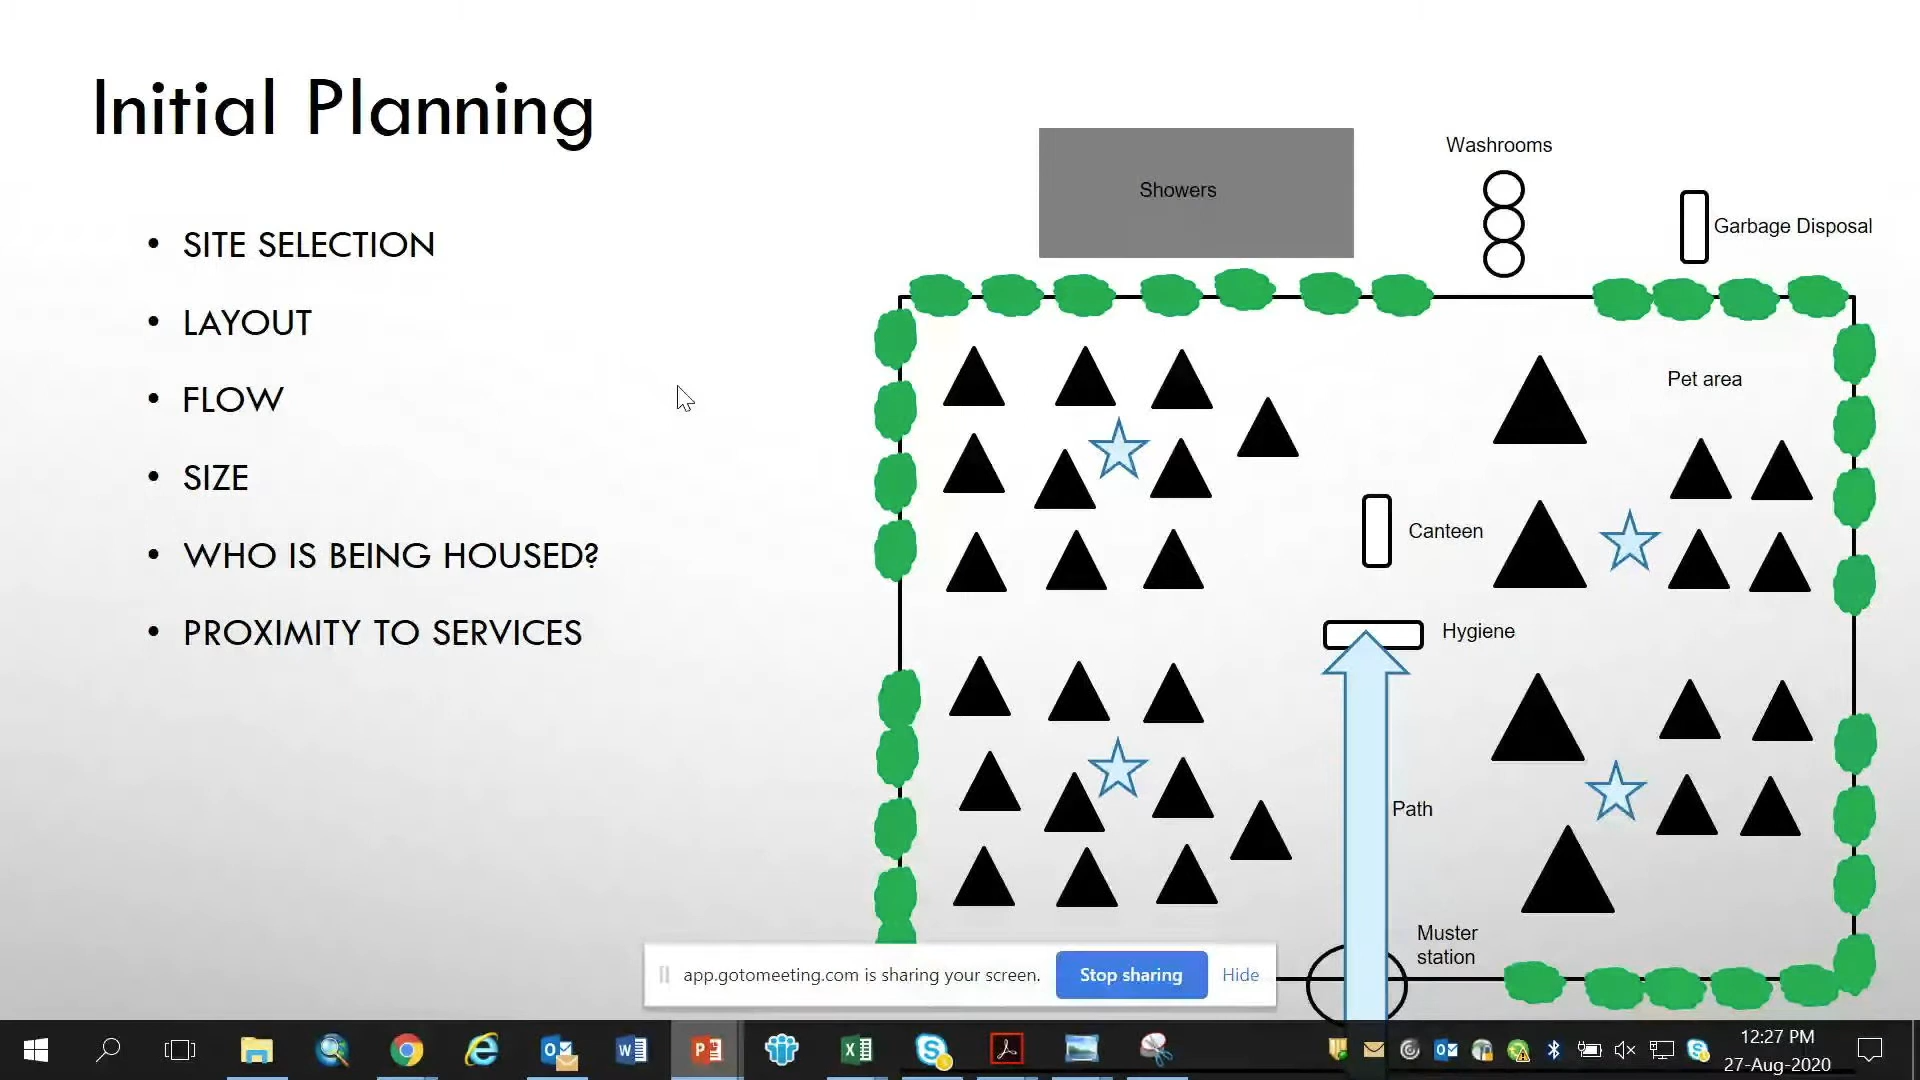 Initial Planning
• SITE SELECTION
• LAYOUT
• FLOW
• SIZE
• WHO IS BEING HOUSED?
• PROXIMITY TO SERVICES
Showers
Washrooms
Garbage Disposal
Pet area
Canteen
Hygiene
Path
Muster
station
app.gotomeeting.com is sharing your screen.
Stop sharing
Hide
12:27 PM
27-Aug-2020